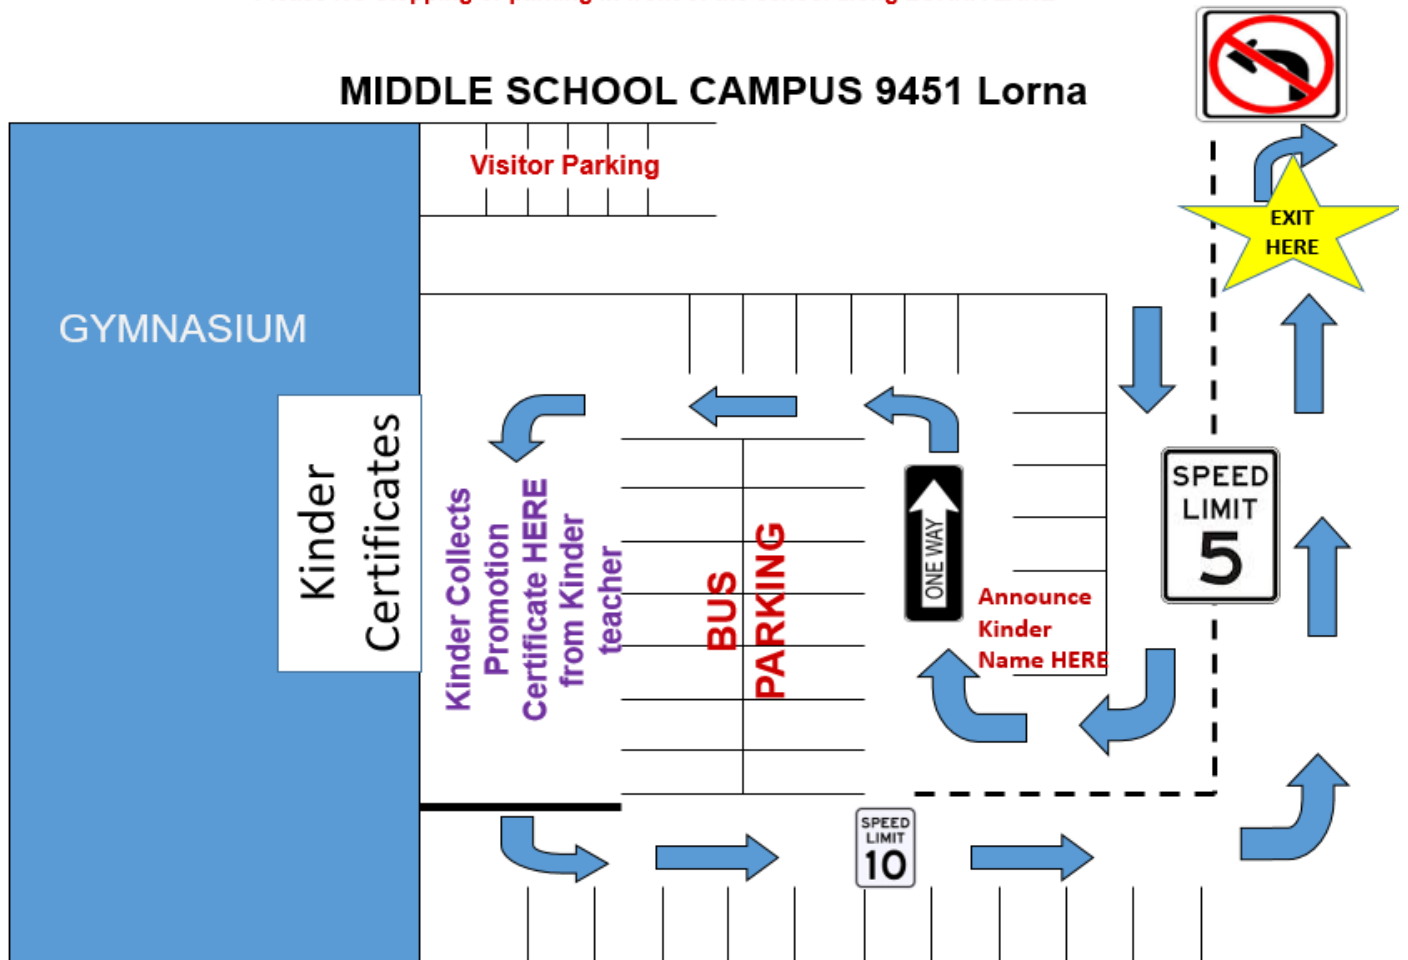 MIDDLE SCHOOL CAMPUS 9451 Lorna
Visitor Parking
EXIT
HERE
GYMNASIUM
Kinder
Certificates
Kinder Collects
Promotion
Certificate HERE
from Kinder
teacher
BUS
PARKING
ONE WAY
Announce
Kinder
Name HERE
SPEED
LIMIT
5
SPEED
LIMIT
10